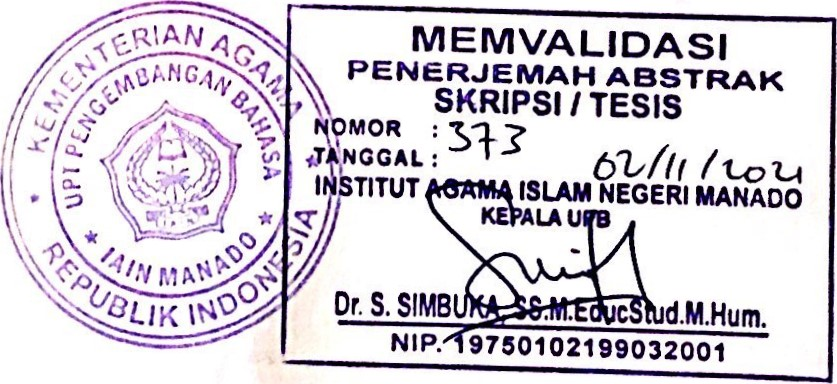 KEMENTERIAN AGAMA
UPT PENGEMBANGAN BAHASA
★ IAIN MANADO ★
REPUBLIK INDONESIA
MEMVALIDASI
PENERJEMAH ABSTRAK
SKRIPSI / TESIS
NOMOR : 373
TANGGAL : 02/11/2021
INSTITUT AGAMA ISLAM NEGERI MANADO
KEPALA UPB
Dr. S. SIMBUKA, SS.M.EducStud.M.Hum.
NIP. 19750102199032001